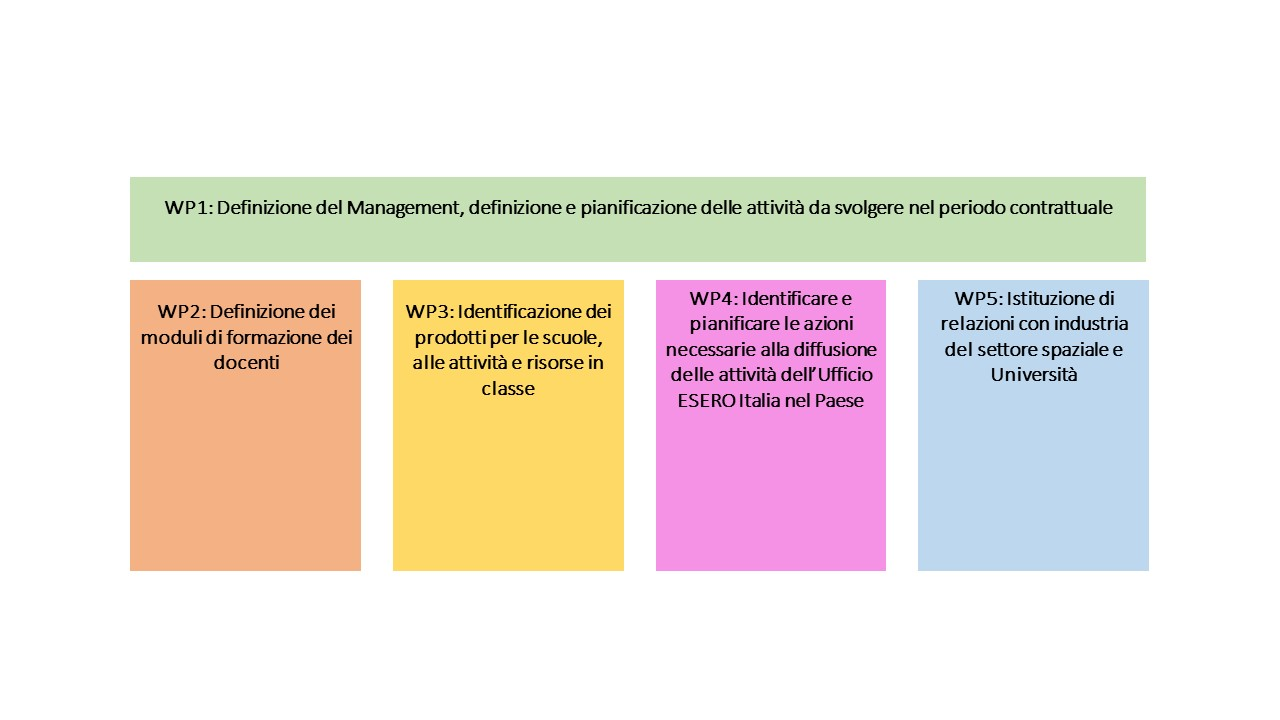 WP1: Definizione del Management, definizione e pianificazione delle attività da svolgere nel periodo contrattuale
WP2: Definizione dei
moduli di formazione dei
docenti
WP3: Identificazione dei
prodotti per le scuole,
alle attività e risorse in
classe
WP4: Identificare e
pianificare le azioni
necessarie alla diffusione
delle attività dell’Ufficio
ESERO Italia nel Paese
WP5: Istituzione di
relazioni con industria
del settore spaziale e
Università